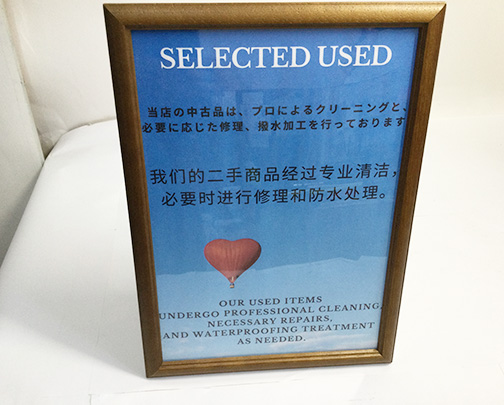 SELECTED USED
当店の中古品は、プロによるクリーニングと、
必要に応じた修理、撥水加工を行っております
我们的二手商品经过专业清洁，
必要时进行修理和防水处理。
OUR USED ITEMS
UNDERGO PROFESSIONAL CLEANING,
NECESSARY REPAIRS,
AND WATERPROOFING TREATMENT
AS NEEDED.